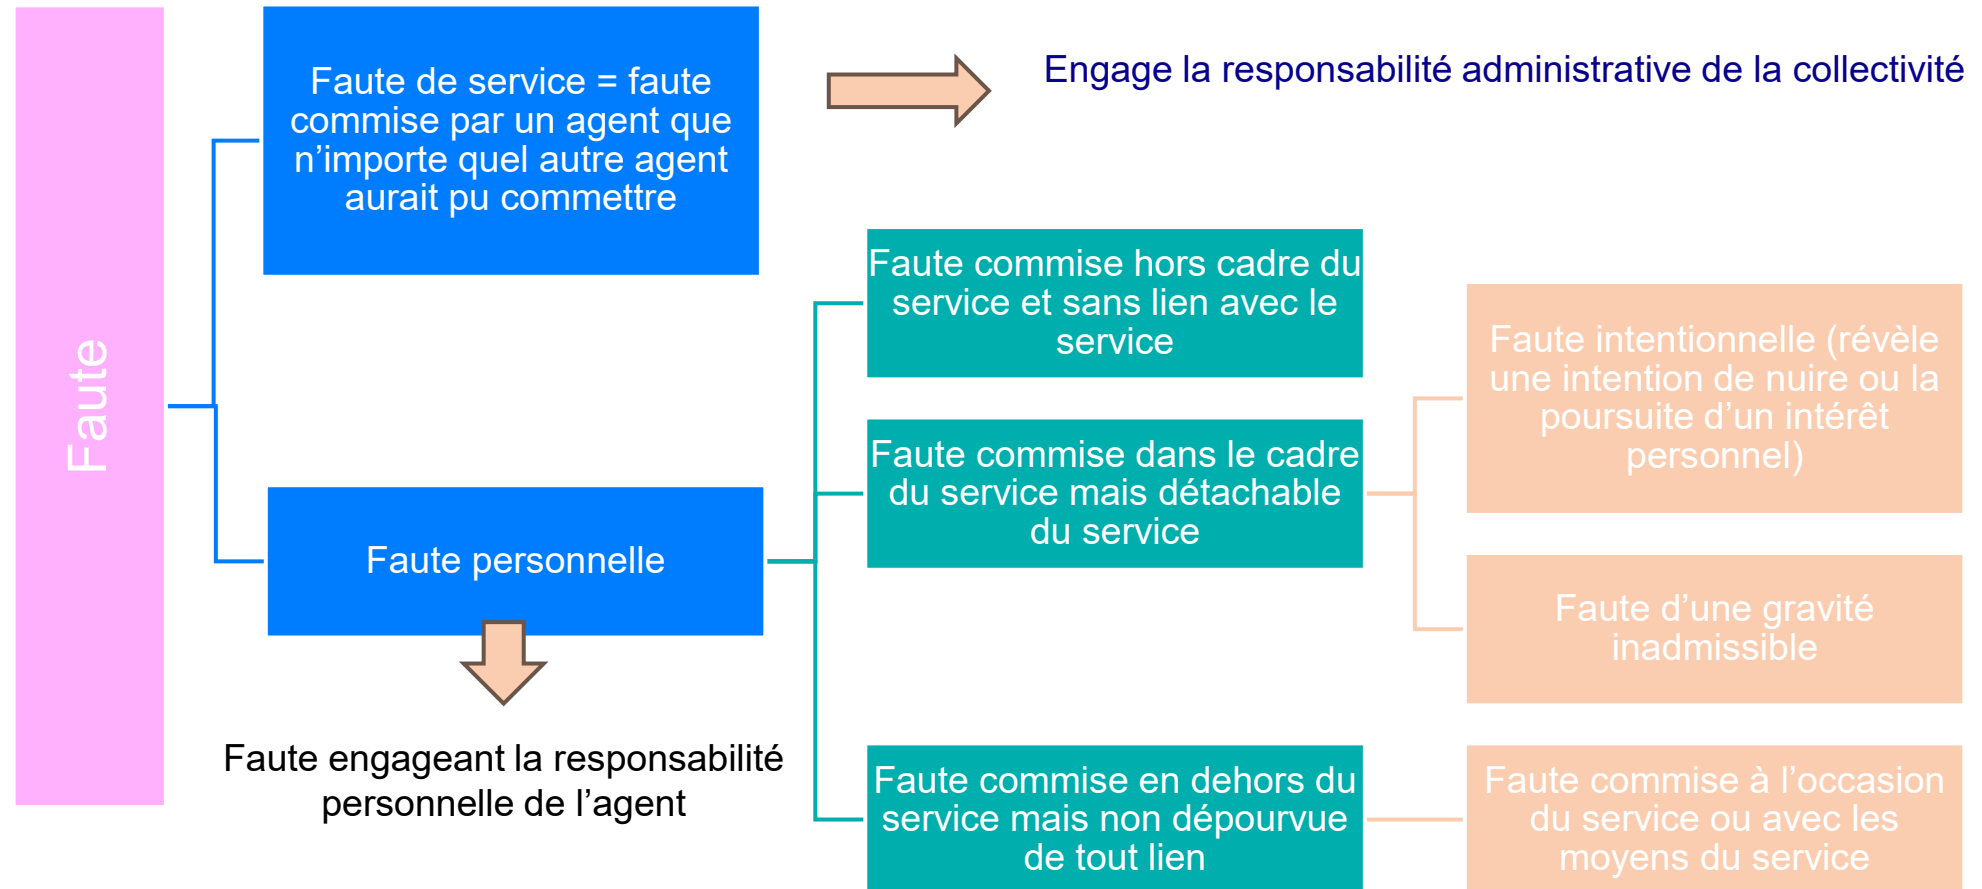 Faute
Faute de service = faute
commise par un agent que
n’importe quel autre agent
aurait pu commettre
Engage la responsabilité administrative de la collectivité
Faute personnelle
Faute engageant la responsabilité
personnelle de l’agent
Faute commise hors cadre du
service et sans lien avec le
service
Faute commise dans le cadre
du service mais détachable
du service
Faute intentionnelle (révèle
une intention de nuire ou la
poursuite d’un intérêt
personnel)
Faute d’une gravité
inadmissible
Faute commise en dehors du
service mais non dépourvue
de tout lien
Faute commise à l’occasion
du service ou avec les
moyens du service